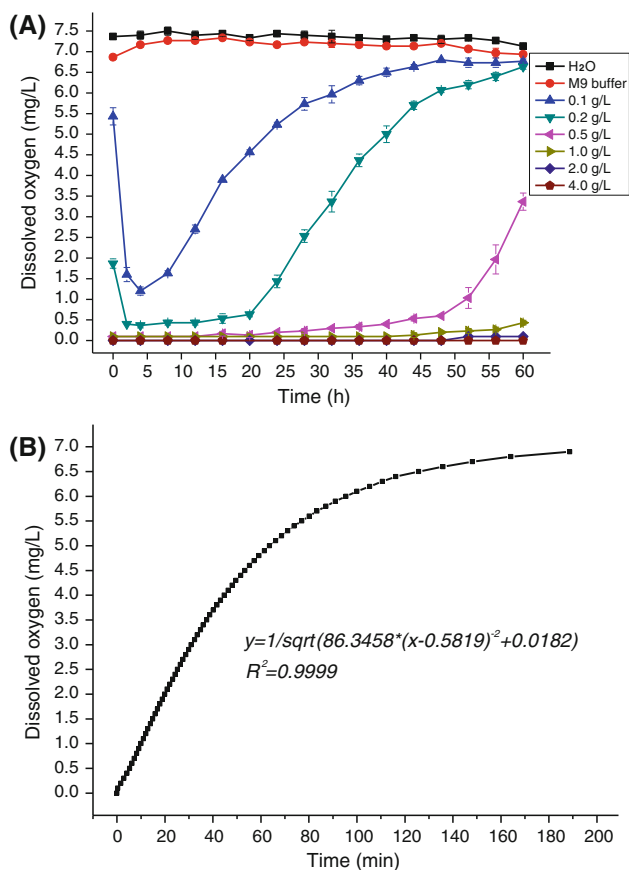 (A)
Dissolved oxygen (mg/L)
7.5
7.0
6.5
6.0
5.5
5.0
4.5
4.0
3.5
3.0
2.5
2.0
1.5
1.0
0.5
0.0
0 5 10 15 20 25 30 35 40 45 50 55 60
Time (h)
H₂O
M9 buffer
0.1 g/L
0.2 g/L
0.5 g/L
1.0 g/L
2.0 g/L
4.0 g/L
(B)
Dissolved oxygen (mg/L)
7.0
6.5
6.0
5.5
5.0
4.5
4.0
3.5
3.0
2.5
2.0
1.5
1.0
0.5
0.0
y=1/sqrt(86.3458*(x-0.5819)⁻²+0.0182)
R²=0.9999
0 20 40 60 80 100 120 140 160 180 200
Time (min)